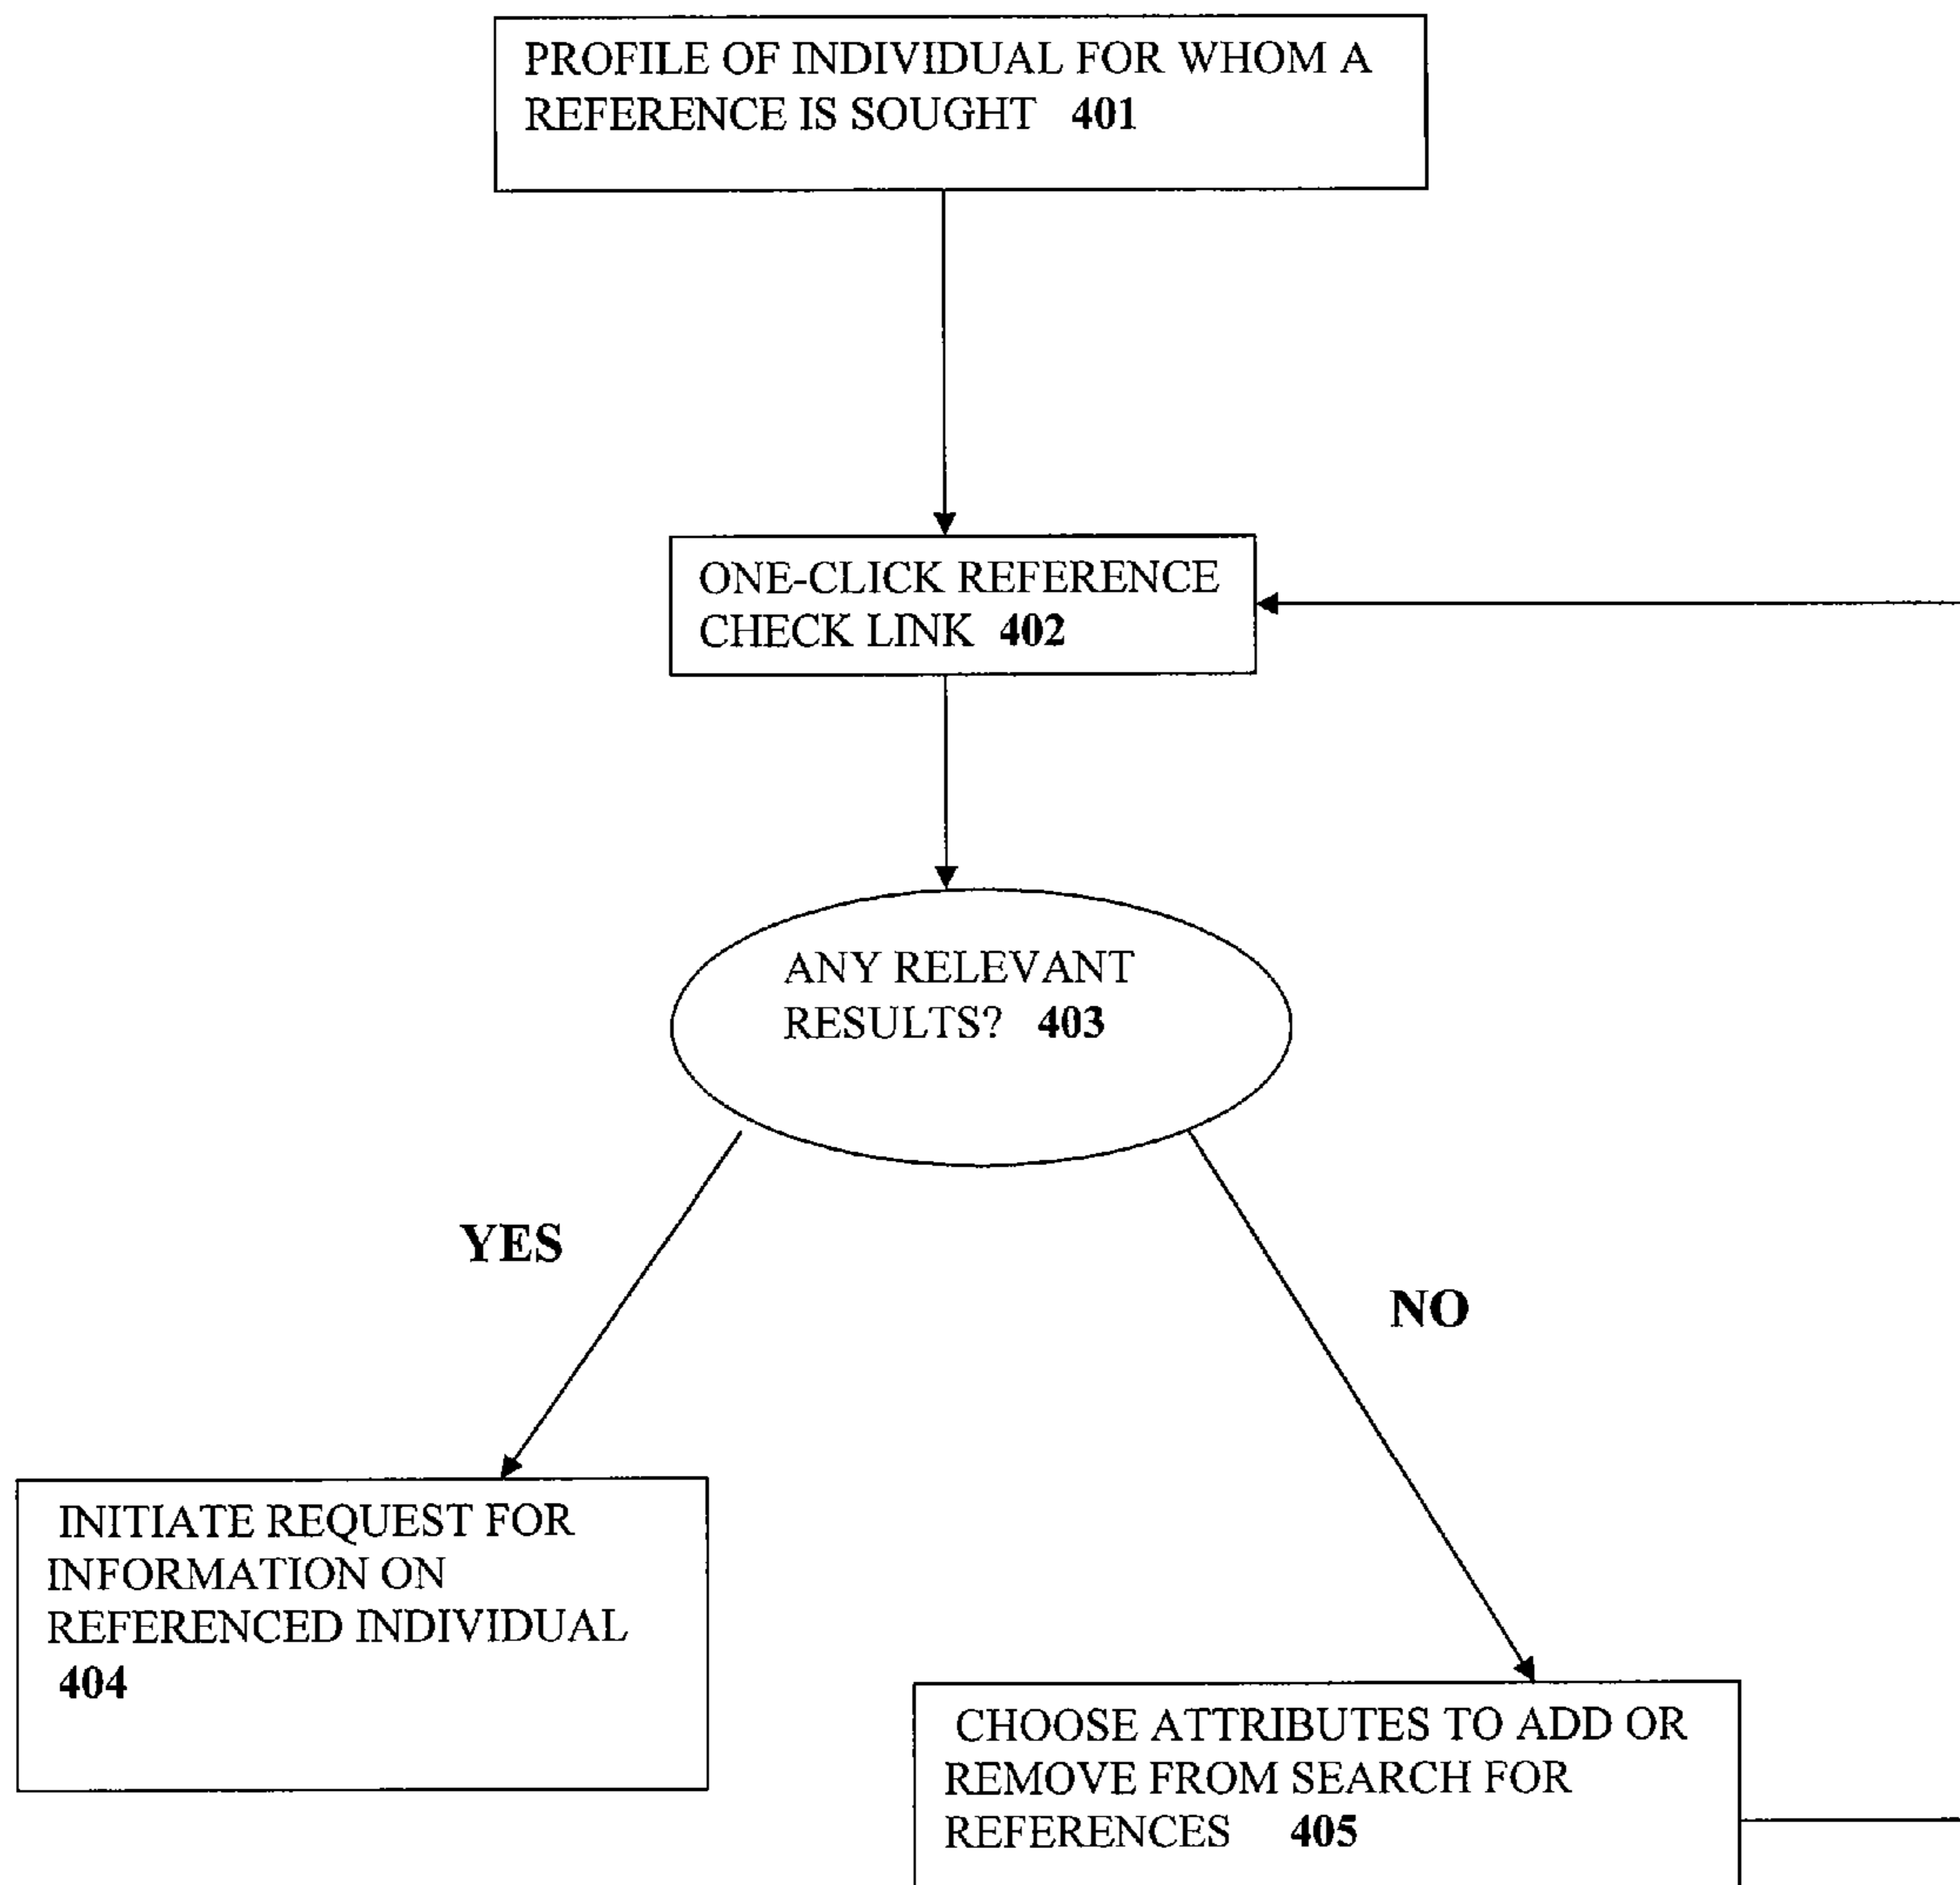 PROFILE OF INDIVIDUAL FOR WHOM A
REFERENCE IS SOUGHT 401
ONE-CLICK REFERENCE
CHECK LINK 402
ANY RELEVANT
RESULTS? 403
YES
NO
INITIATE REQUEST FOR
INFORMATION ON
REFERENCED INDIVIDUAL
404
CHOOSE ATTRIBUTES TO ADD OR
REMOVE FROM SEARCH FOR
REFERENCES 405